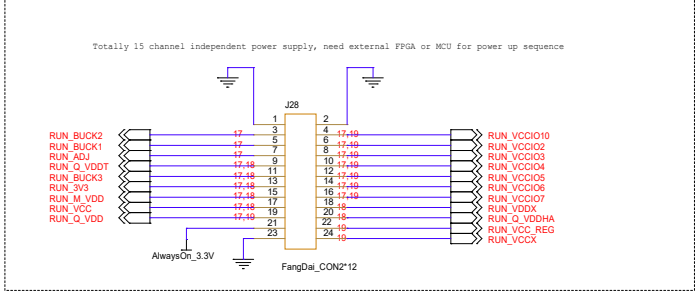 Totally 15 channel independent power supply, need external FPGA or MCU for power up sequence
J28
1 2
RUN_BUCK2 17 3 4 17,19 RUN_VCCIO10
RUN_BUCK1 17 5 6 17,19 RUN_VCCIO2
RUN_ADJ 17 7 8 17,19 RUN_VCCIO3
RUN_Q_VDDT 17,18 9 10 17,19 RUN_VCCIO4
RUN_BUCK3 17,18 11 12 17,19 RUN_VCCIO5
RUN_3V3 17,18 13 14 17,19 RUN_VCCIO6
RUN_M_VDD 17,18 15 16 17,19 RUN_VCCIO7
RUN_VCC 17,18 17 18 18 RUN_VDDX
RUN_Q_VDD 17,19 19 20 18 RUN_Q_VDDHA
21 22 19 RUN_VCC_REG
23 24 19 RUN_VCCX
AlwaysOn_3.3V
FangDai_CON2*12